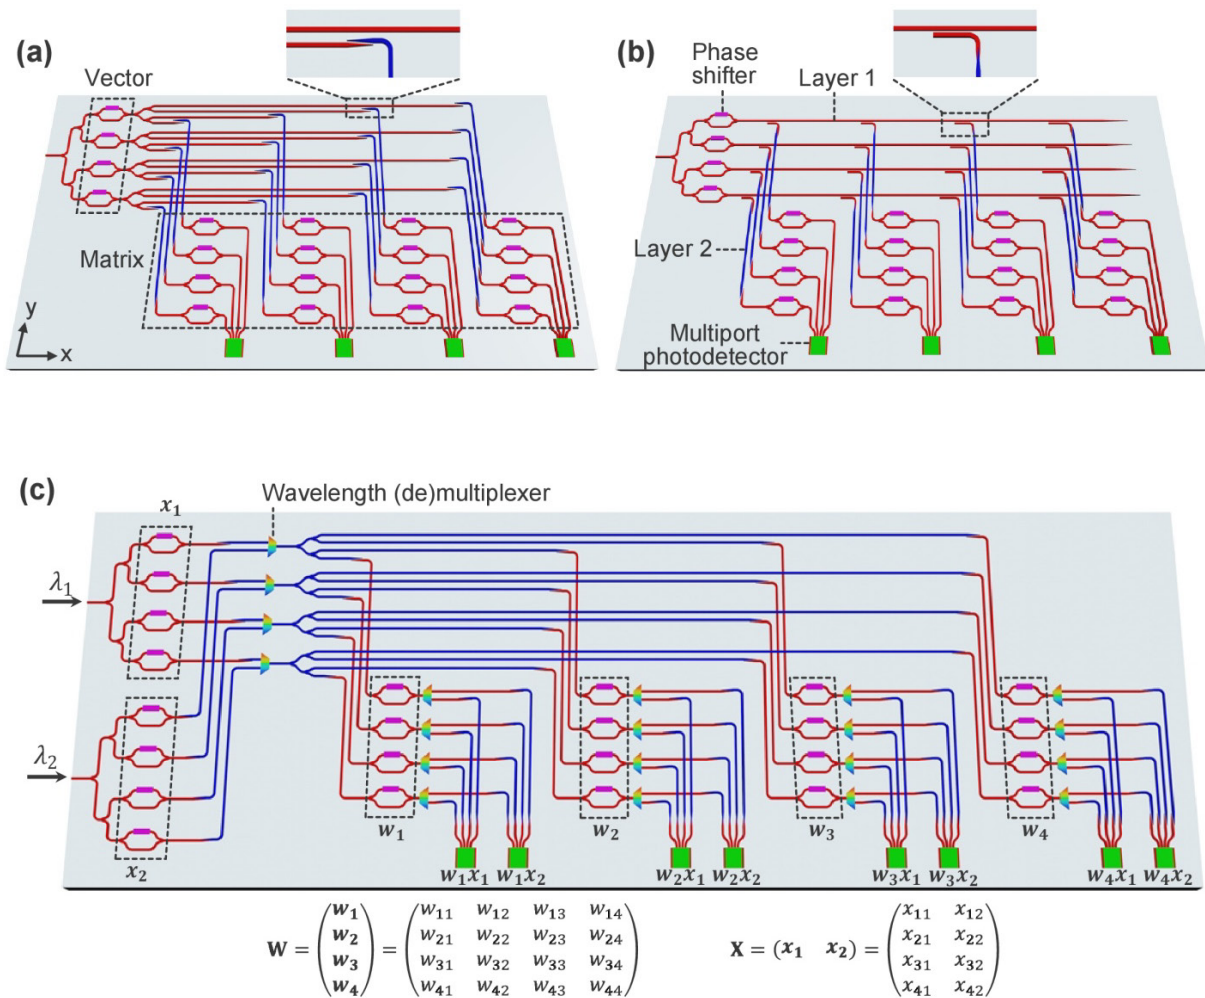 (a)
Vector
Matrix
y
x
(b)
Phase
shifter
Layer 1
Layer 2
Multiport
photodetector
(c)
Wavelength (de)multiplexer
x₁
λ₁
λ₂
x₂
w₁ w₂ w₃ w₄
w₁x₁ w₁x₂ w₂x₁ w₂x₂ w₃x₁ w₃x₂ w₄x₁ w₄x₂
W = (w₁ w₂ w₃ w₄) = (w₁₁ w₁₂ w₁₃ w₁₄
w₂₁ w₂₂ w₂₃ w₂₄
w₃₁ w₃₂ w₃₃ w₃₄
w₄₁ w₄₂ w₄₃ w₄₄)
X = (x₁ x₂) = (x₁₁ x₁₂
x₂₁ x₂₂
x₃₁ x₃₂
x₄₁ x₄₂)